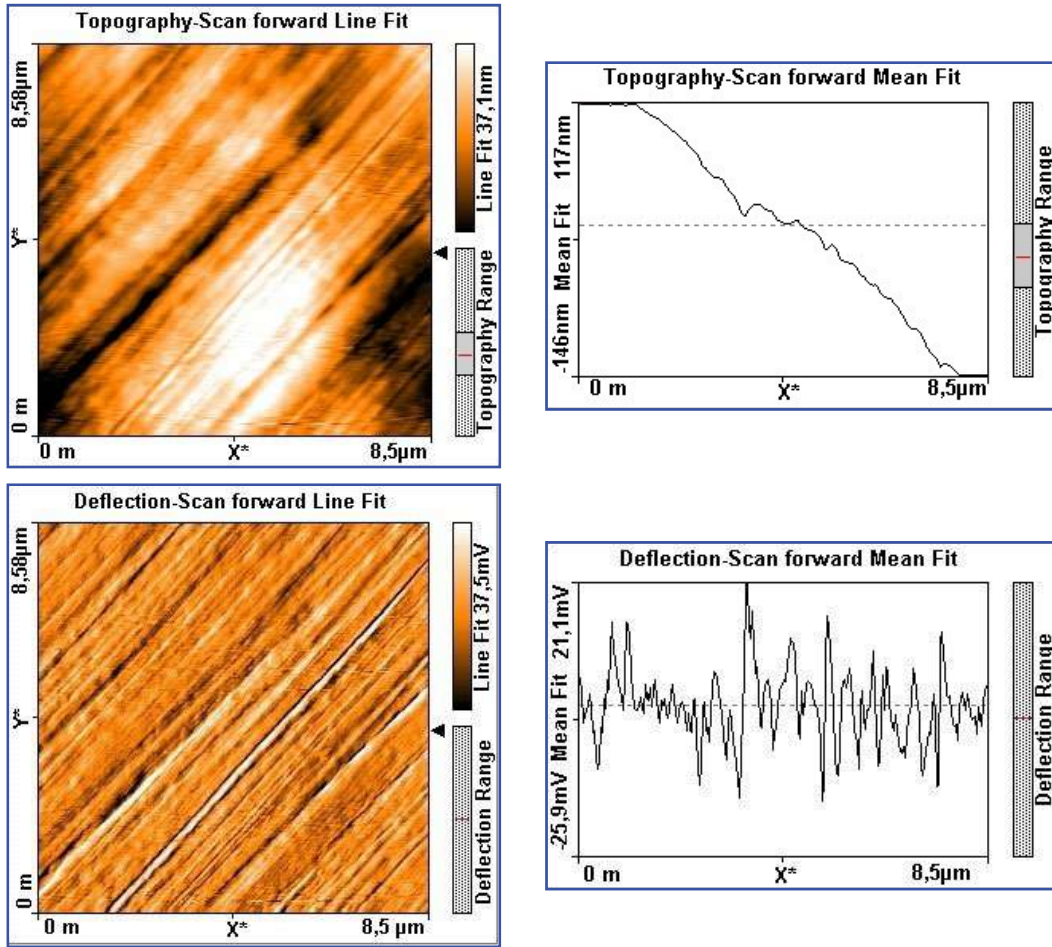 Topography-Scan forward Line Fit
8,58µm
Y*
0 m
Line Fit 37,1nm
Topography Range
0 m
X*
8,5µm
Topography-Scan forward Mean Fit
117nm
Mean Fit
-146nm
0 m
X*
8,5µm
Topography Range
Deflection-Scan forward Line Fit
8,58µm
Y*
0 m
Line Fit 37,5mV
Deflection Range
0 m
X*
8,5 µm
Deflection-Scan forward Mean Fit
21,1mV
Mean Fit
-25,9mV
0 m
X*
8,5µm
Deflection Range